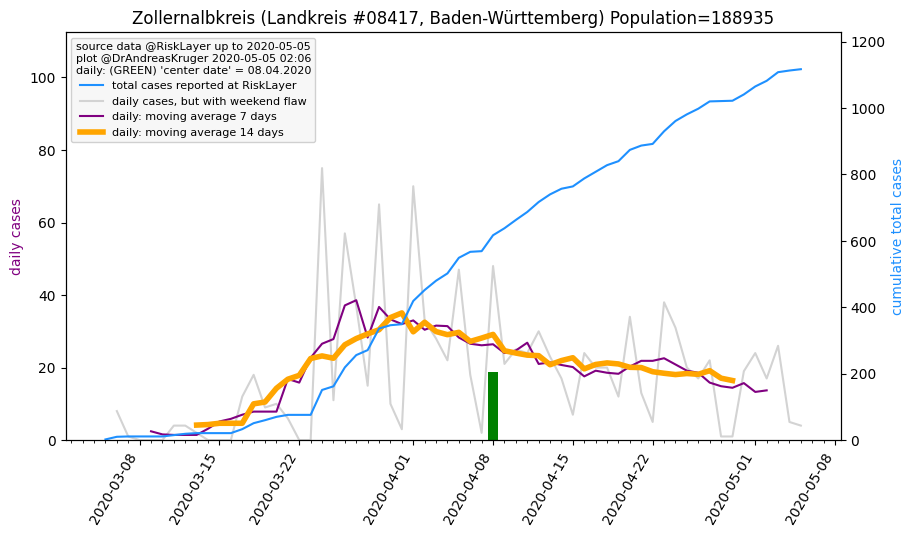 Zollernalbkreis (Landkreis #08417, Baden-Württemberg) Population=188935
source data @RiskLayer up to 2020-05-05
plot @DrAndreasKruger 2020-05-05 02:06
daily: (GREEN) 'center date' = 08.04.2020
total cases reported at RiskLayer
daily cases, but with weekend flaw
daily: moving average 7 days
daily: moving average 14 days
daily cases
100
80
60
40
20
0
cumulative total cases
1200
1000
800
600
400
200
0
2020-03-08
2020-03-15
2020-03-22
2020-04-01
2020-04-08
2020-04-15
2020-04-22
2020-05-01
2020-05-08